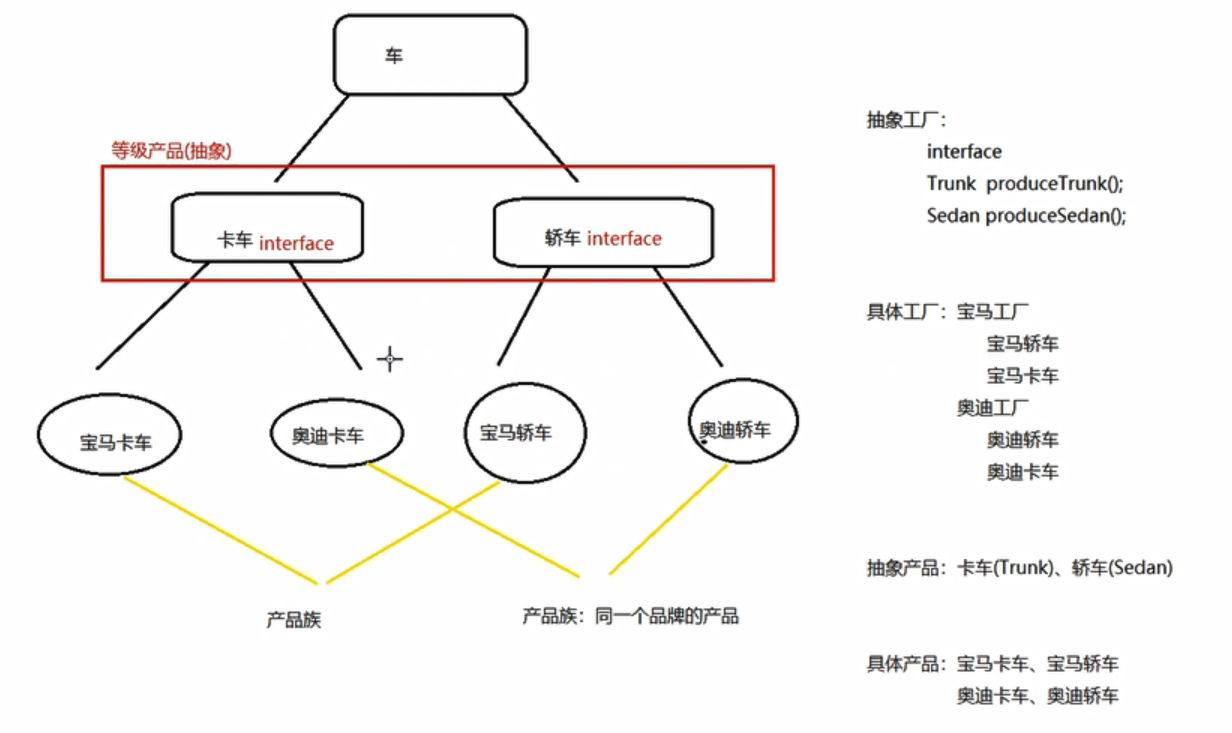 车
等级产品(抽象)
卡车 interface
轿车 interface
宝马卡车
奥迪卡车
宝马轿车
奥迪轿车
产品族
产品族：同一个品牌的产品
抽象工厂：
interface
Trunk produceTrunk();
Sedan produceSedan();
具体工厂：宝马工厂
宝马轿车
宝马卡车
奥迪工厂
奥迪轿车
奥迪卡车
抽象产品：卡车(Trunk)、轿车(Sedan)
具体产品：宝马卡车、宝马轿车
奥迪卡车、奥迪轿车